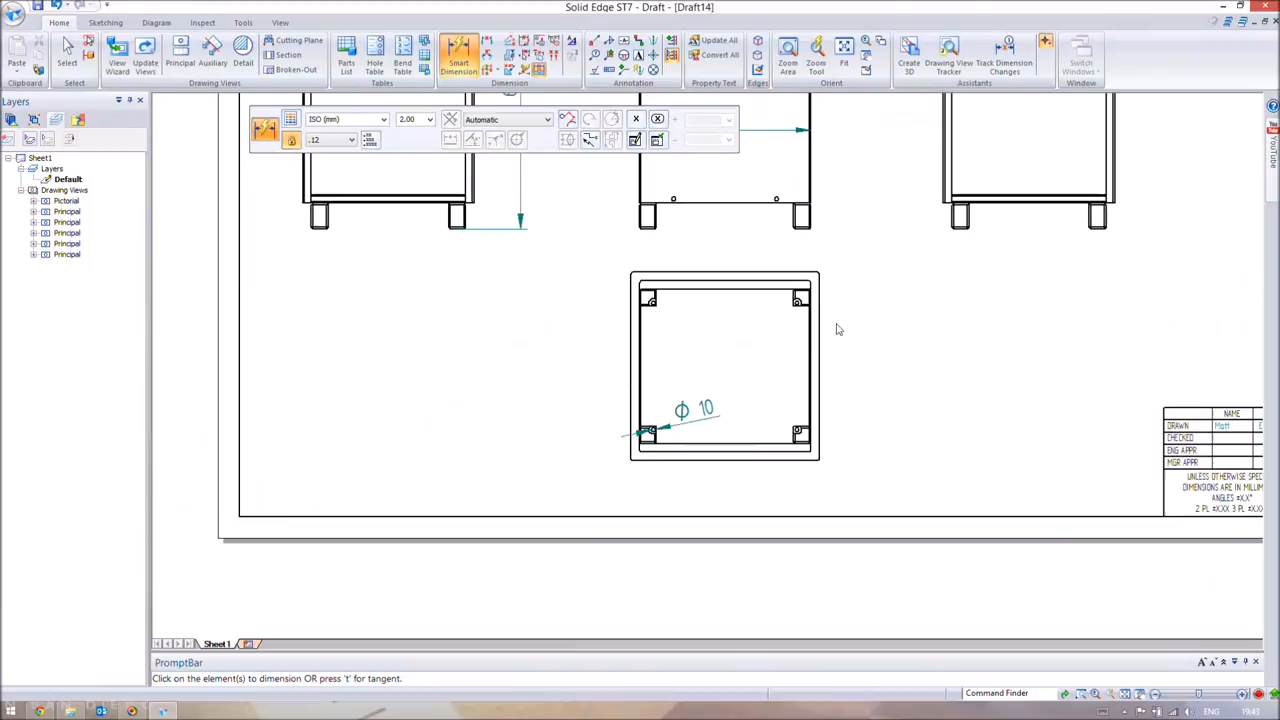 Solid Edge ST7 - Draft - [Draft14]
Home Sketching Diagram Inspect Tools View
Paste Select View Wizard Update Views Principal Auxiliary Detail Cutting Plane Section Broken-Out Parts List Hole Table Bend Table Smart Dimension Update All Convert All Zoom Area Zoom Tool Fit Create 3D Drawing View Tracker Track Dimension Changes Switch Windows
Clipboard Select Drawing Views Tables Dimension Annotation Property Text Edges Orient Assistants Window
Layers
ISO (mm) 2.00 Automatic
.12
Sheet1
Layers
Default
Drawing Views
Pictorial
Principal
Principal
Principal
Principal
Principal
YouTube
Φ 10
NAME
DRAWN Matt
CHECKED
ENG APPR
MGR APPR
UNLESS OTHERWISE SPEC
DIMENSIONS ARE IN MILLIM
ANGLES ±X.X°
2 PL ±X.XX 3 PL ±X.XX
Sheet1
PromptBar
Click on the element(s) to dimension OR press 't' for tangent.
Command Finder
ENG 19:43